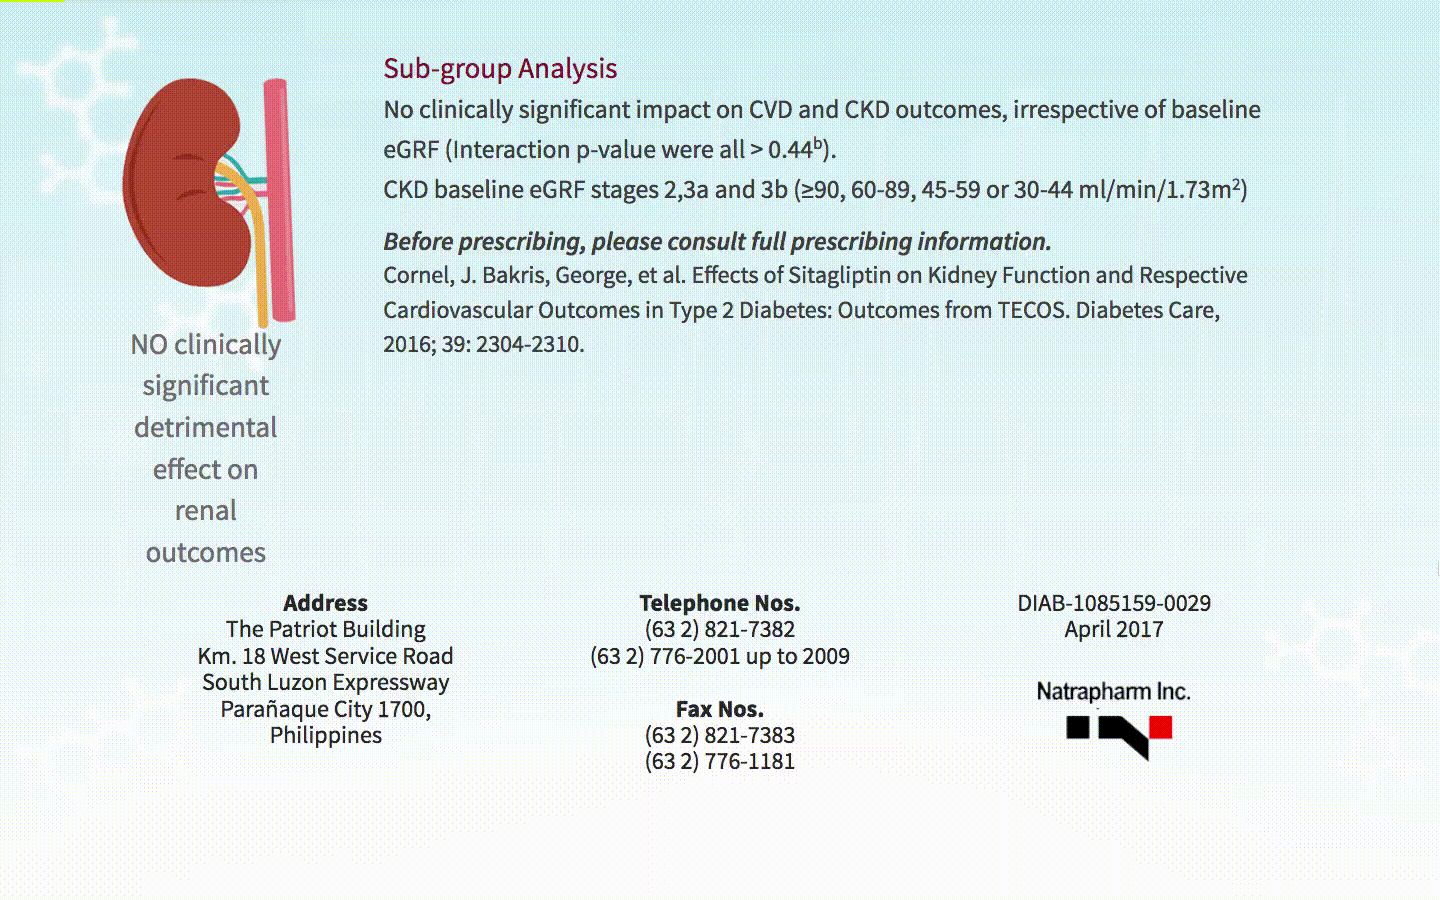 Sub-group Analysis
No clinically significant impact on CVD and CKD outcomes, irrespective of baseline
eGRF (Interaction p-value were all > 0.44ᵇ).
CKD baseline eGRF stages 2,3a and 3b (≥90, 60-89, 45-59 or 30-44 ml/min/1.73m²)
Before prescribing, please consult full prescribing information.
Cornel, J. Bakris, George, et al. Effects of Sitagliptin on Kidney Function and Respective
Cardiovascular Outcomes in Type 2 Diabetes: Outcomes from TECOS. Diabetes Care,
2016; 39: 2304-2310.
NO clinically
significant
detrimental
effect on
renal
outcomes
Address
The Patriot Building
Km. 18 West Service Road
South Luzon Expressway
Parañaque City 1700,
Philippines
Telephone Nos.
(63 2) 821-7382
(63 2) 776-2001 up to 2009
Fax Nos.
(63 2) 821-7383
(63 2) 776-1181
DIAB-1085159-0029
April 2017
Natrapharm Inc.